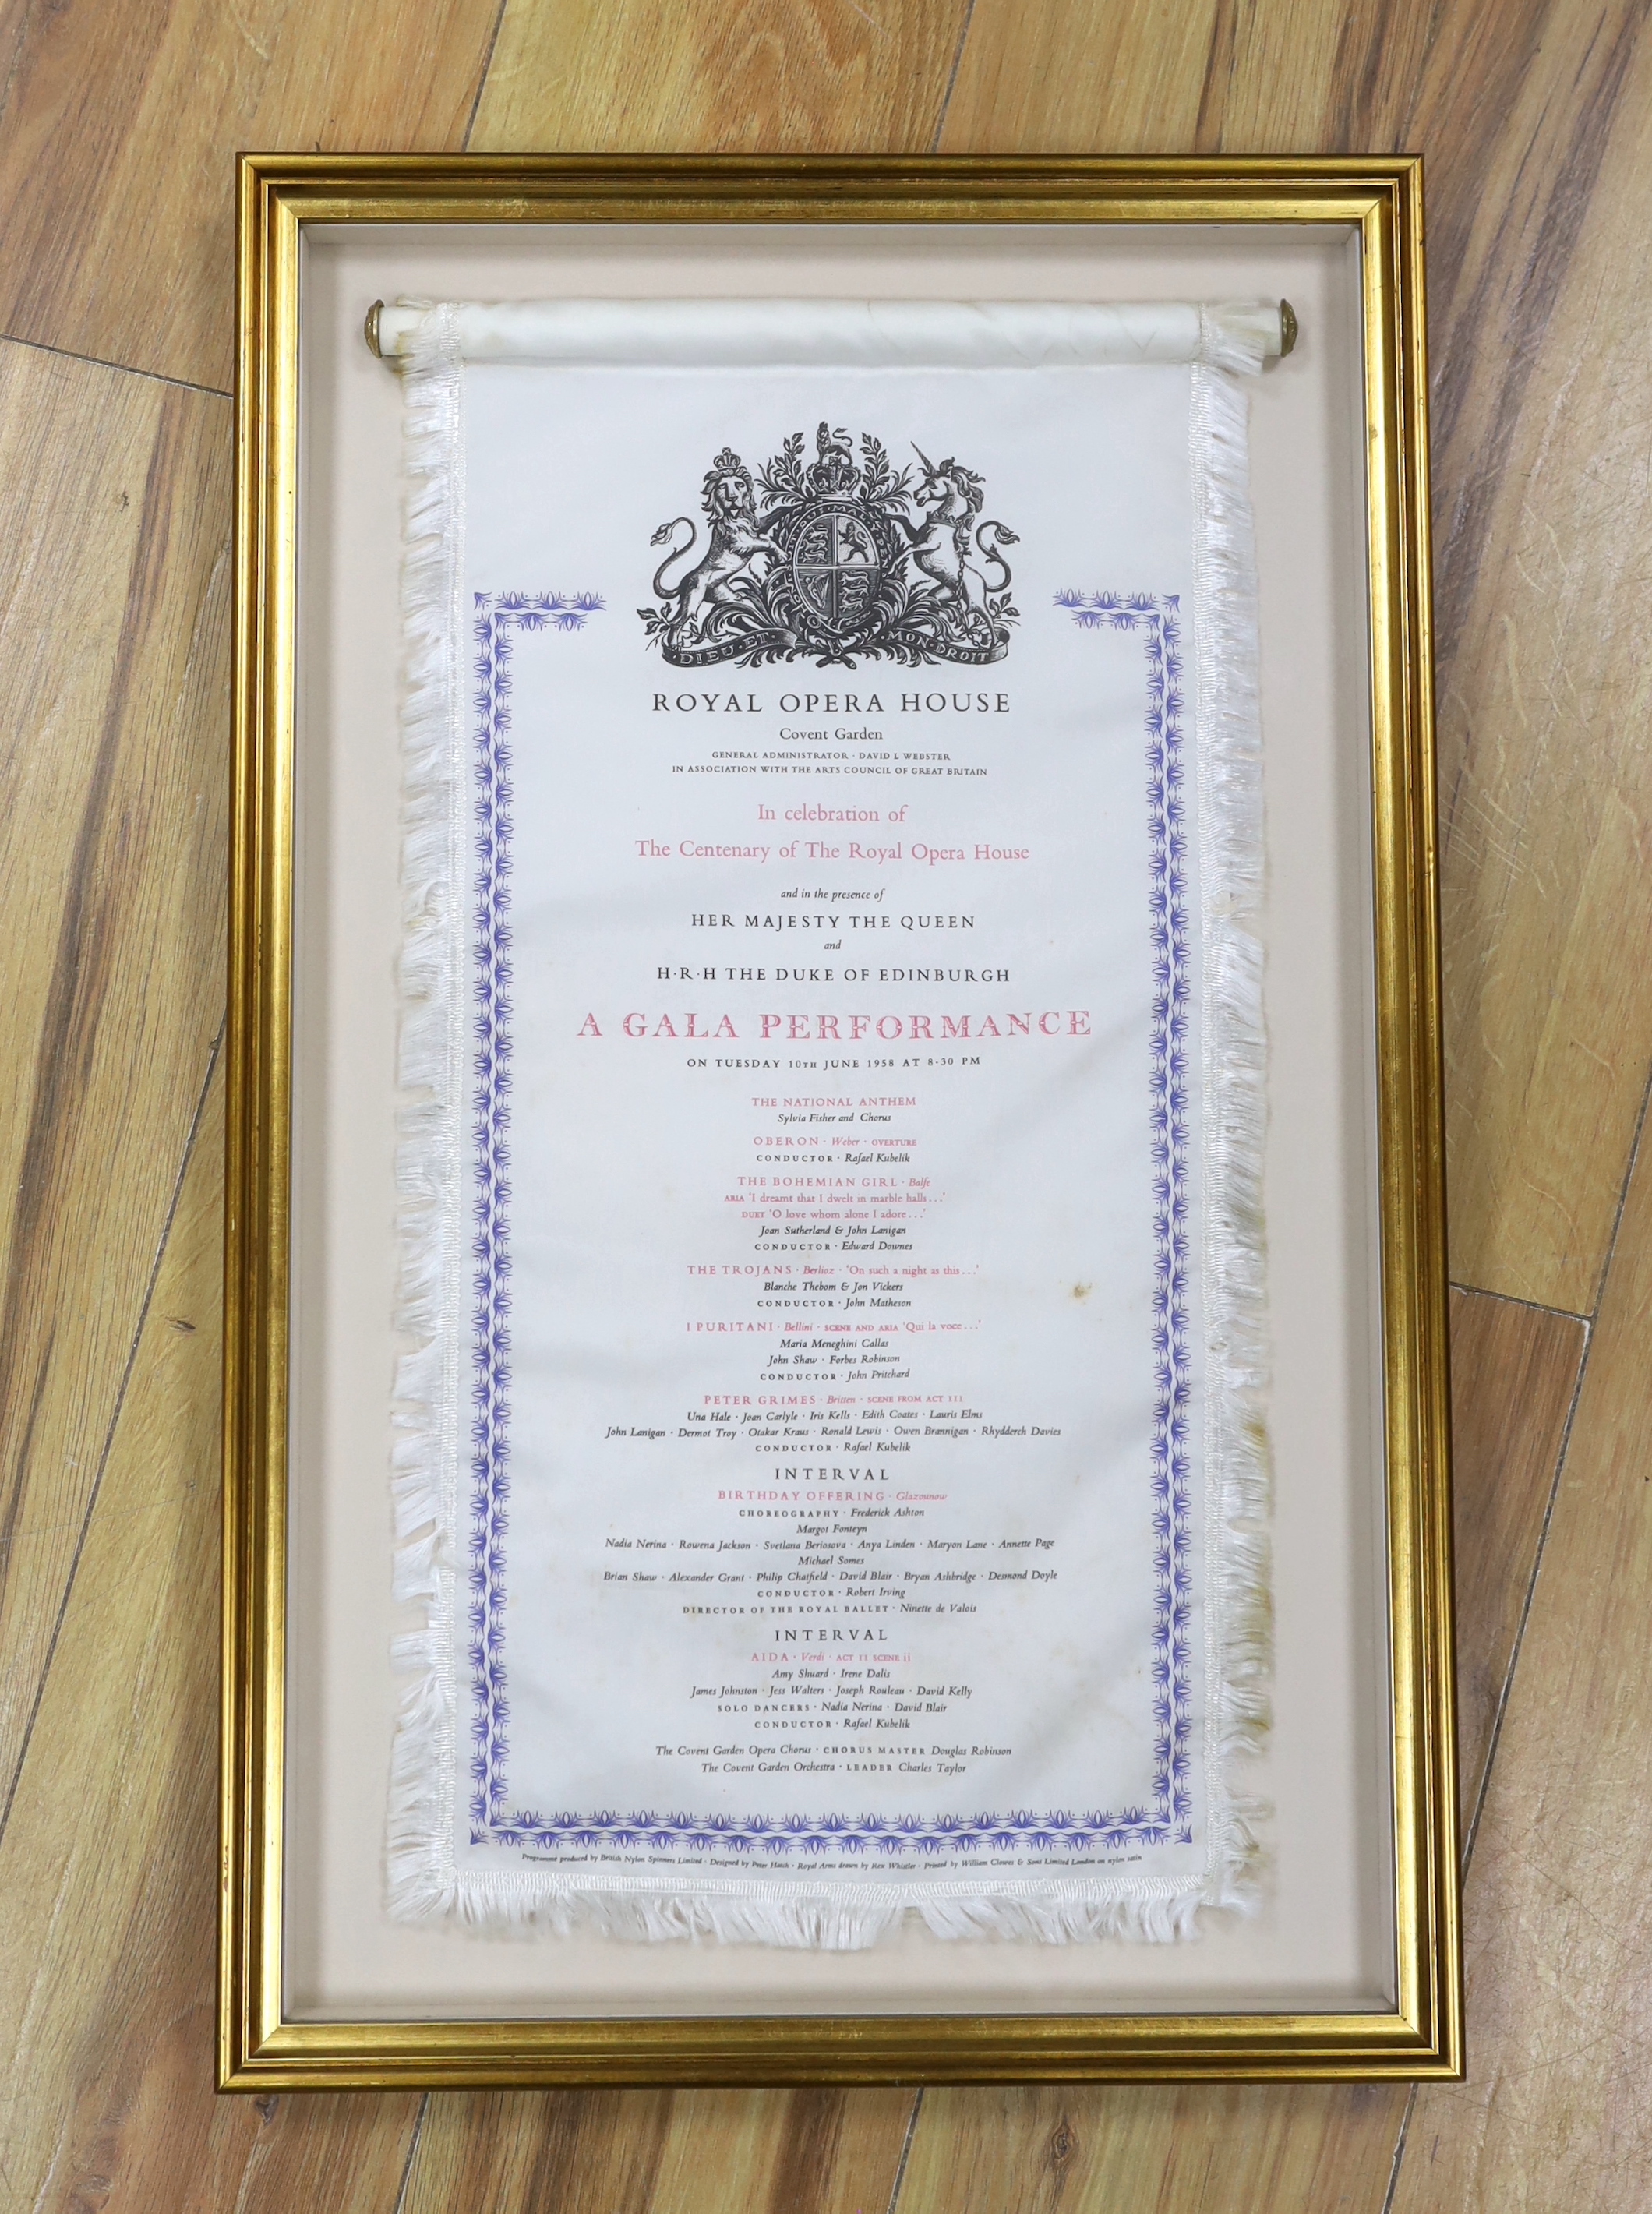 DIEU·ET· ·MON·DROIT
ROYAL OPERA HOUSE
Covent Garden
GENERAL ADMINISTRATOR · DAVID L WEBSTER
IN ASSOCIATION WITH THE ARTS COUNCIL OF GREAT BRITAIN
In celebration of
The Centenary of The Royal Opera House
and in the presence of
HER MAJESTY THE QUEEN
and
H·R·H THE DUKE OF EDINBURGH
A GALA PERFORMANCE
ON TUESDAY 10TH JUNE 1958 AT 8·30 PM
THE NATIONAL ANTHEM
Sylvia Fisher and Chorus
OBERON · Weber · OVERTURE
CONDUCTOR · Rafael Kubelik
THE BOHEMIAN GIRL · Balfe
ARIA 'I dreamt that I dwelt in marble halls...'
DUET 'O love whom alone I adore...'
Joan Sutherland & John Lanigan
CONDUCTOR · Edward Downes
THE TROJANS · Berlioz · 'On such a night as this...'
Blanche Thebom & Jon Vickers
CONDUCTOR · John Matheson
I PURITANI · Bellini · SCENE AND ARIA 'Qui la voce...'
Maria Meneghini Callas
John Shaw · Forbes Robinson
CONDUCTOR · John Pritchard
PETER GRIMES · Britten · SCENE FROM ACT III
Una Hale · Joan Carlyle · Iris Kells · Edith Coates · Lauris Elms
John Lanigan · Dermot Troy · Otakar Kraus · Ronald Lewis · Owen Brannigan · Rhydderch Davies
CONDUCTOR · Rafael Kubelik
INTERVAL
BIRTHDAY OFFERING · Glazounow
CHOREOGRAPHY · Frederick Ashton
Margot Fonteyn
Nadia Nerina · Rowena Jackson · Svetlana Beriosova · Anya Linden · Maryon Lane · Annette Page
Michael Somes
Brian Shaw · Alexander Grant · Philip Chatfield · David Blair · Bryan Ashbridge · Desmond Doyle
CONDUCTOR · Robert Irving
DIRECTOR OF THE ROYAL BALLET · Ninette de Valois
INTERVAL
AIDA · Verdi · ACT II SCENE ii
Amy Shuard · Irene Dalis
James Johnston · Jess Walters · Joseph Rouleau · David Kelly
SOLO DANCERS · Nadia Nerina · David Blair
CONDUCTOR · Rafael Kubelik
The Covent Garden Opera Chorus · CHORUS MASTER Douglas Robinson
The Covent Garden Orchestra · LEADER Charles Taylor
Programme produced by British Nylon Spinners Limited · Designed by Peter Hatch · Royal Arms drawn by Rex Whistler · Printed by William Clowes & Sons Limited London on nylon satin